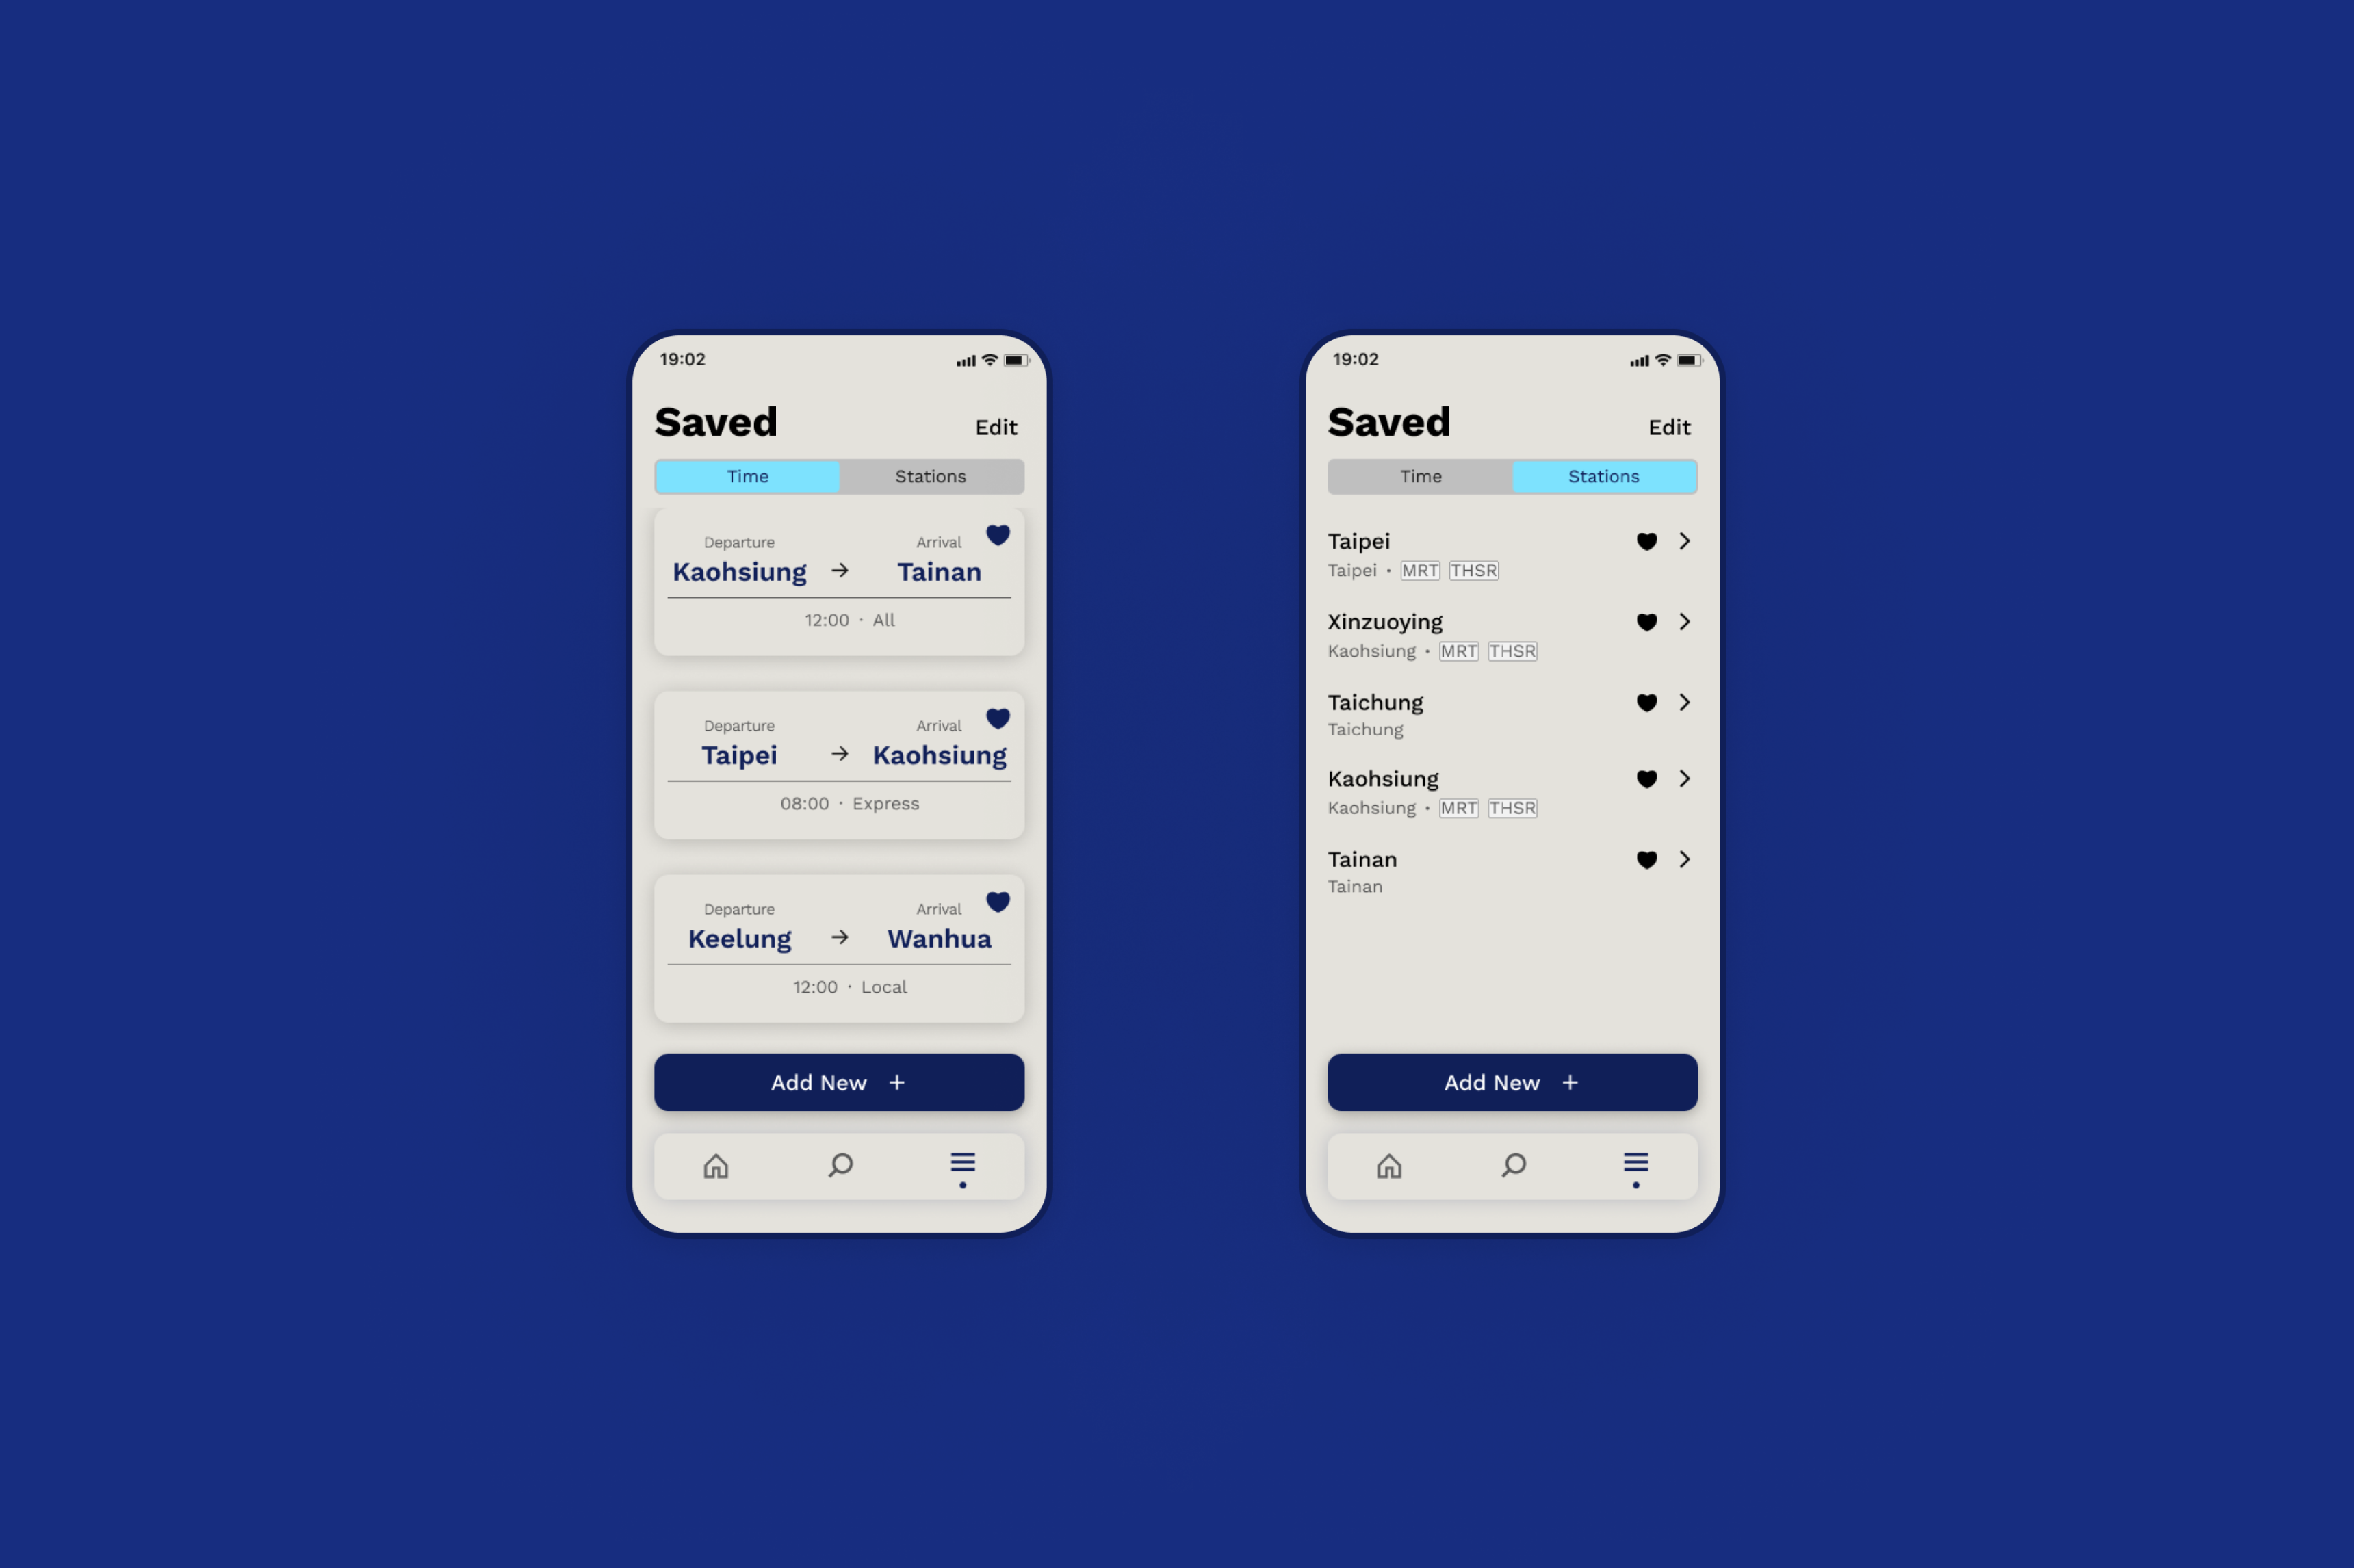 19:02
Saved
Edit
Time Stations
Departure Arrival
Kaohsiung → Tainan
12:00 · All
Departure Arrival
Taipei → Kaohsiung
08:00 · Express
Departure Arrival
Keelung → Wanhua
12:00 · Local
Add New +
19:02
Saved
Edit
Time Stations
Taipei
Taipei • MRT THSR
Xinzuoying
Kaohsiung • MRT THSR
Taichung
Taichung
Kaohsiung
Kaohsiung • MRT THSR
Tainan
Tainan
Add New +